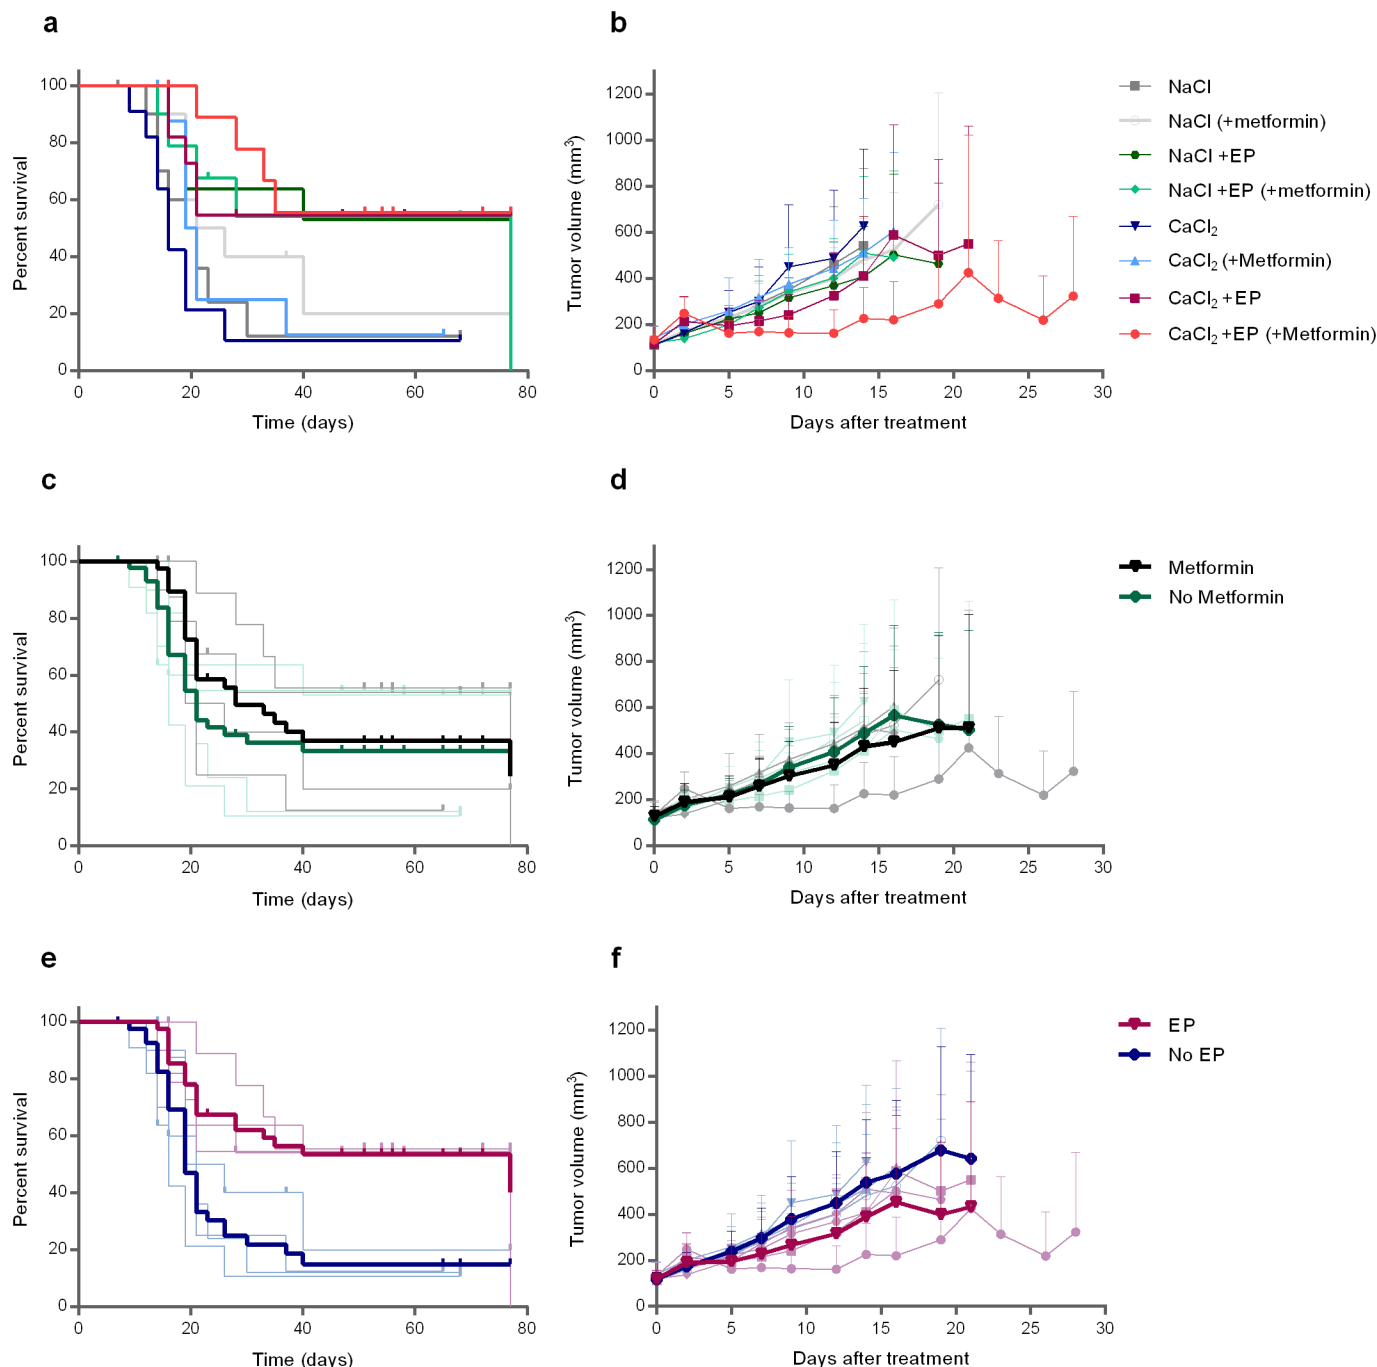 a
b
100
80
60
40
20
0
0
20
40
60
80
Percent survival
Time (days)
1200
1000
800
600
400
200
0
0
5
10
15
20
25
30
Tumor volume (mm³)
Days after treatment
NaCl
NaCl (+metformin)
NaCl +EP
NaCl +EP (+metformin)
CaCl₂
CaCl₂ (+Metformin)
CaCl₂ +EP
CaCl₂ +EP (+Metformin)
c
d
100
80
60
40
20
0
0
20
40
60
80
Percent survival
Time (days)
1200
1000
800
600
400
200
0
0
5
10
15
20
25
30
Tumor volume (mm³)
Days after treatment
Metformin
No Metformin
e
f
100
80
60
40
20
0
0
20
40
60
80
Percent survival
Time (days)
1200
1000
800
600
400
200
0
0
5
10
15
20
25
30
Tumor volume (mm³)
Days after treatment
EP
No EP